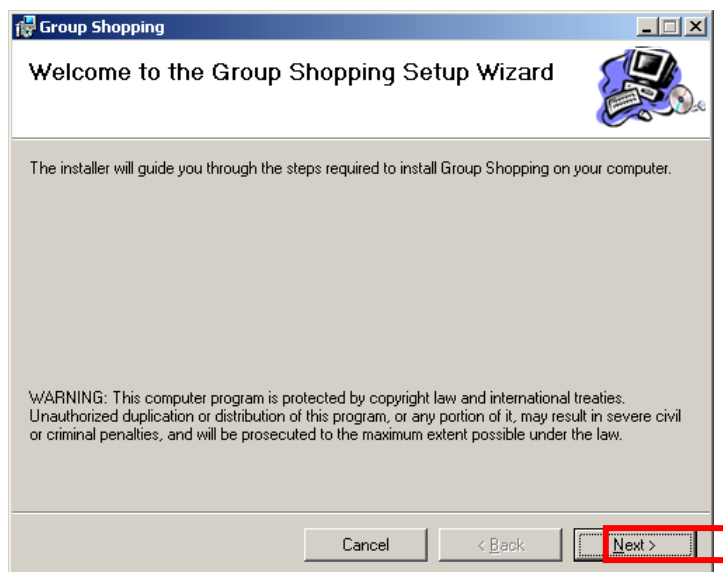 Group Shopping
Welcome to the Group Shopping Setup Wizard
The installer will guide you through the steps required to install Group Shopping on your computer.
WARNING: This computer program is protected by copyright law and international treaties.
Unauthorized duplication or distribution of this program, or any portion of it, may result in severe civil
or criminal penalties, and will be prosecuted to the maximum extent possible under the law.
Cancel
< Back
Next >